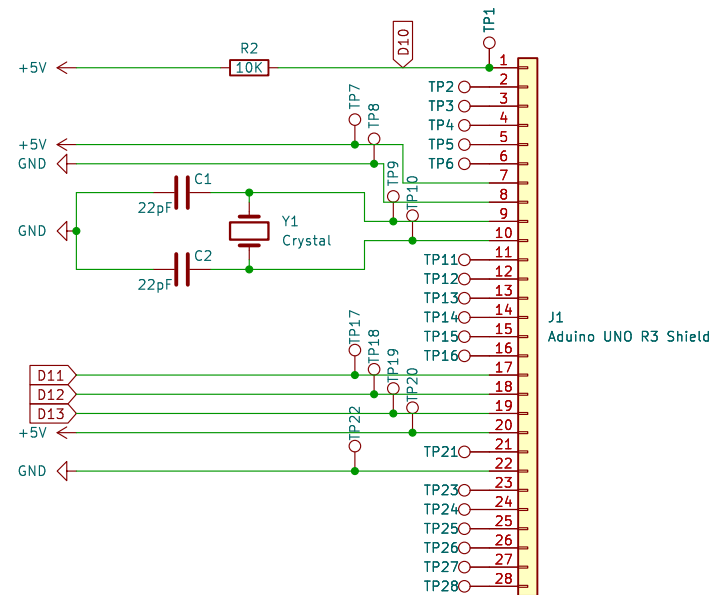 TP1
D10
R2
+5V
10K
1
TP2
2
TP3
3
TP7
TP8
TP4
4
+5V
TP5
5
GND
TP6
6
TP9
TP10
7
C1
8
22pF
Y1
9
GND
Crystal
10
C2
TP11
11
TP12
12
22pF
TP13
13
TP14
14
J1
TP15
15
Aduino UNO R3 Shield
TP17
TP18
TP16
16
TP19
TP20
D11
17
D12
18
D13
19
+5V
20
TP22
TP21
21
GND
22
TP23
23
TP24
24
TP25
25
TP26
26
TP27
27
TP28
28